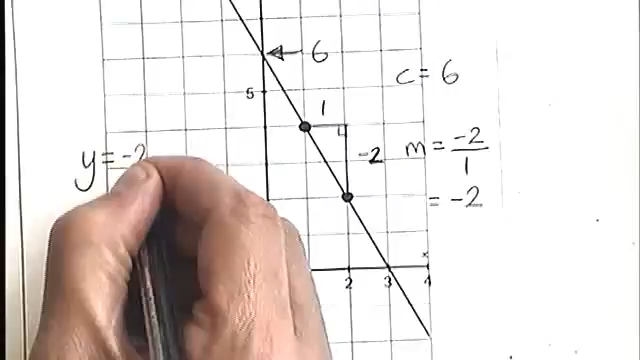 6
c = 6
5
1
-2
m = -2/1
= -2
y = -2
x
2 3 4